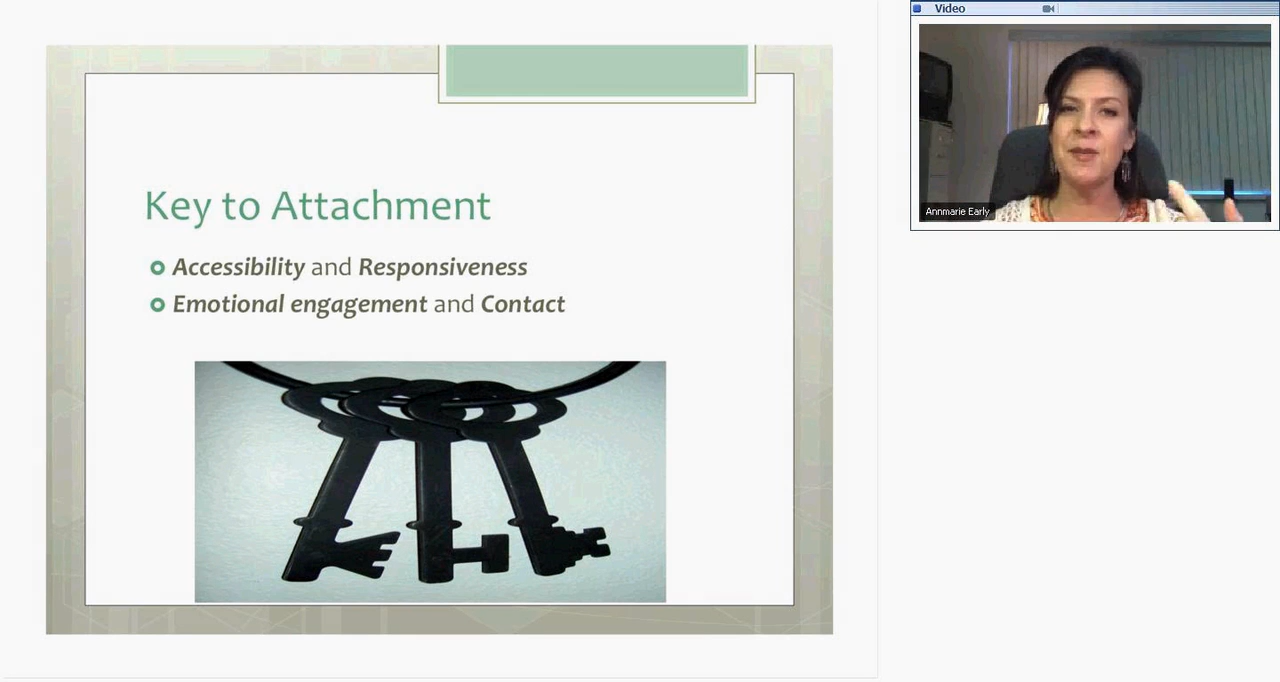 Video
Key to Attachment
Accessibility and Responsiveness
Emotional engagement and Contact
Annmarie Early